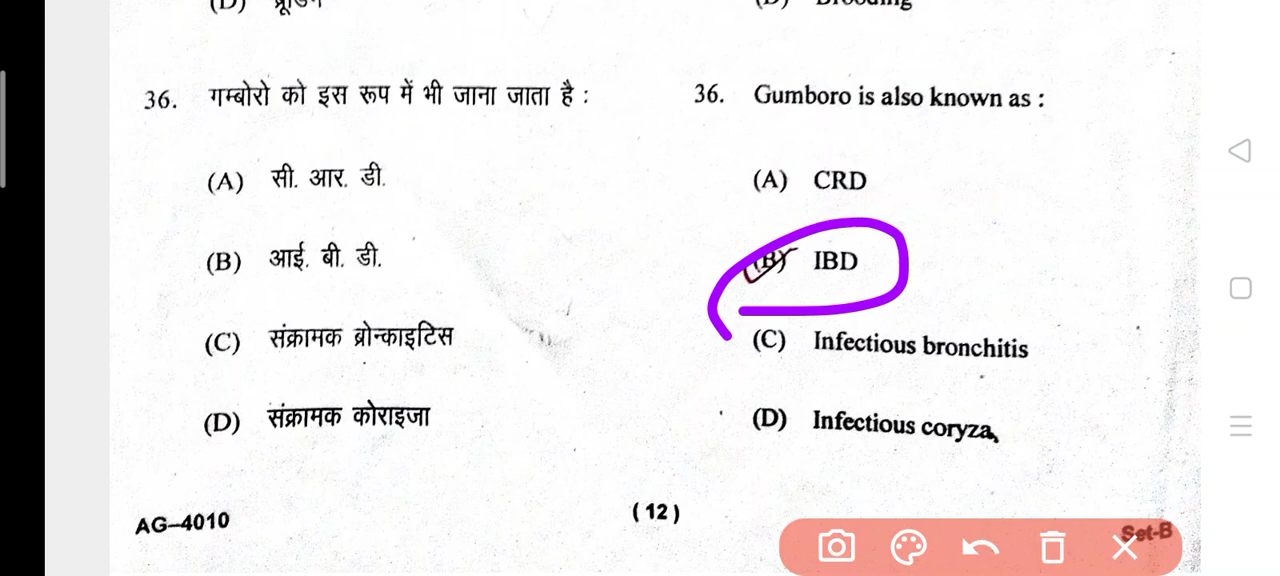 36. गम्बोरो को इस रूप में भी जाना जाता है :
(A) सी. आर. डी.
(B) आई. बी. डी.
(C) संक्रामक ब्रोन्काइटिस
(D) संक्रामक कोराइजा
AG–4010
36. Gumboro is also known as :
(A) CRD
(B) IBD
(C) Infectious bronchitis
(D) Infectious coryza
(12)
Set-B